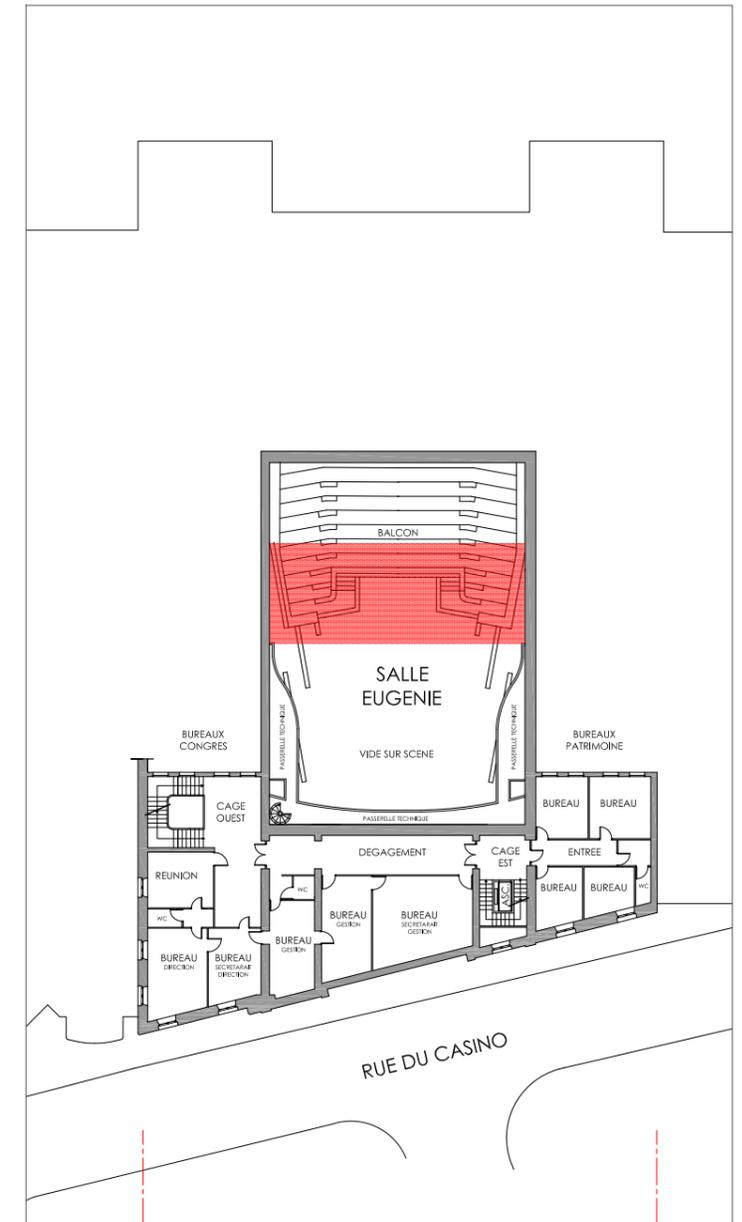 BALCON
SALLE
EUGENIE
VIDE SUR SCENE
PASSERELLE TECHNIQUE
PASSERELLE TECHNIQUE
PASSERELLE TECHNIQUE
BUREAUX
CONGRES
BUREAUX
PATRIMOINE
CAGE
OUEST
BUREAU
BUREAU
DEGAGEMENT
CAGE
EST
ENTREE
REUNION
WC
BUREAU
BUREAU
WC
ASC.
WC
BUREAU
GESTION
BUREAU
SECRETARAIT
GESTION
BUREAU
GESTION
BUREAU
DIRECTION
BUREAU
SECRETARAIT
DIRECTION
RUE DU CASINO